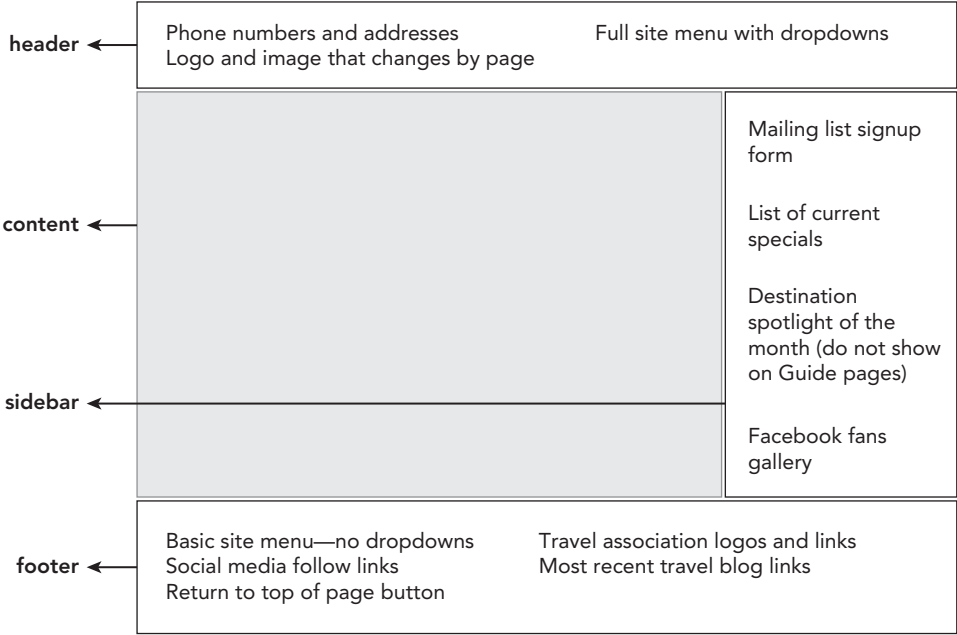 header
Phone numbers and addresses
Logo and image that changes by page
Full site menu with dropdowns
content
Mailing list signup
form
List of current
specials
Destination
spotlight of the
month (do not show
on Guide pages)
sidebar
Facebook fans
gallery
footer
Basic site menu—no dropdowns
Social media follow links
Return to top of page button
Travel association logos and links
Most recent travel blog links